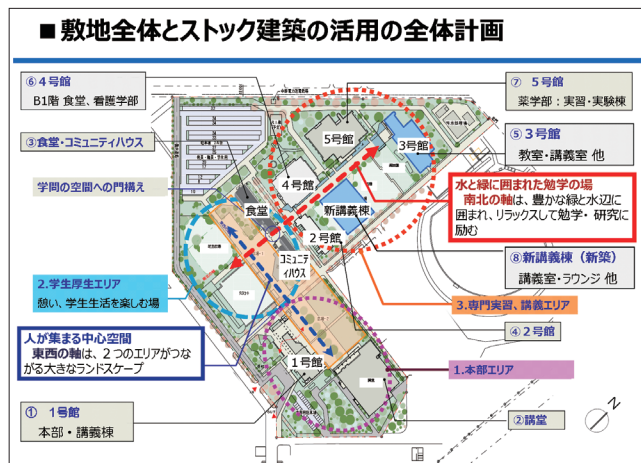 ■敷地全体とストック建築の活用の全体計画
⑥４号館
B1階 食堂、看護学部
③食堂・コミュニティハウス
学問の空間への門構え
2.学生厚生エリア
憩い、学生生活を楽しむ場
人が集まる中心空間
東西の軸は、２つのエリアがつな
がる大きなランドスケープ
①　1号館
本部・講義棟
5号館
3号館
4号館
新講義棟
食堂
2号館
コミュニテ
ィハウス
1号館
⑦　５号館
薬学部：実習・実験棟
⑤３号館
教室・講義室 他
水と緑に囲まれた勉学の場
南北の軸は、豊かな緑と水辺に
囲まれ、リラックスして勉学・研究に
励む
⑧新講義棟（新築）
講義室・ラウンジ 他
3.専門実習、講義エリア
④２号館
1.本部エリア
②講堂
N